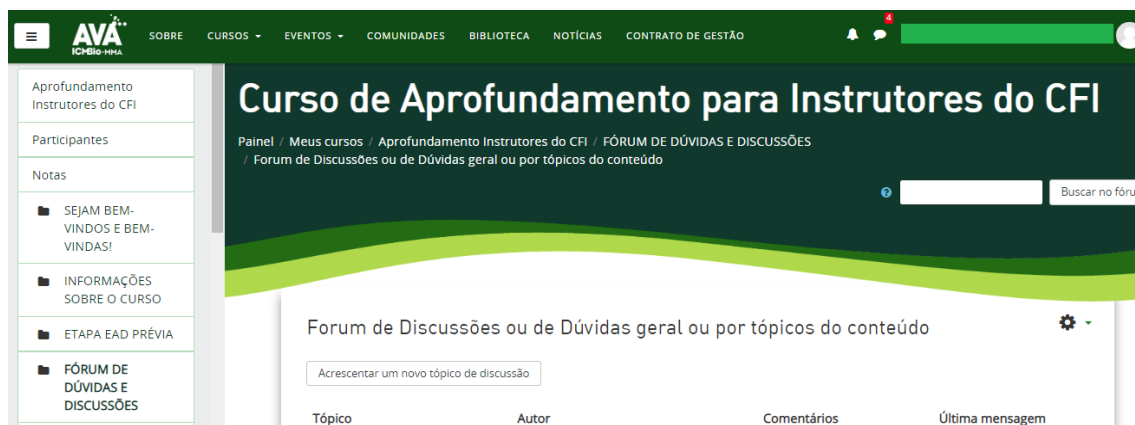 AVA
ICMBio-MMA
SOBRE
CURSOS
EVENTOS
COMUNIDADES
BIBLIOTECA
NOTÍCIAS
CONTRATO DE GESTÃO
4
Aprofundamento
Instrutores do CFI
Participantes
Notas
SEJAM BEM-
VINDOS E BEM-
VINDAS!
INFORMAÇÕES
SOBRE O CURSO
ETAPA EAD PRÉVIA
FÓRUM DE
DÚVIDAS E
DISCUSSÕES
Curso de Aprofundamento para Instrutores do CFI
Painel / Meus cursos / Aprofundamento Instrutores do CFI / FÓRUM DE DÚVIDAS E DISCUSSÕES
/ Forum de Discussões ou de Dúvidas geral ou por tópicos do conteúdo
?
Buscar no fóru
Forum de Discussões ou de Dúvidas geral ou por tópicos do conteúdo
Acrescentar um novo tópico de discussão
Tópico Autor Comentários Última mensagem